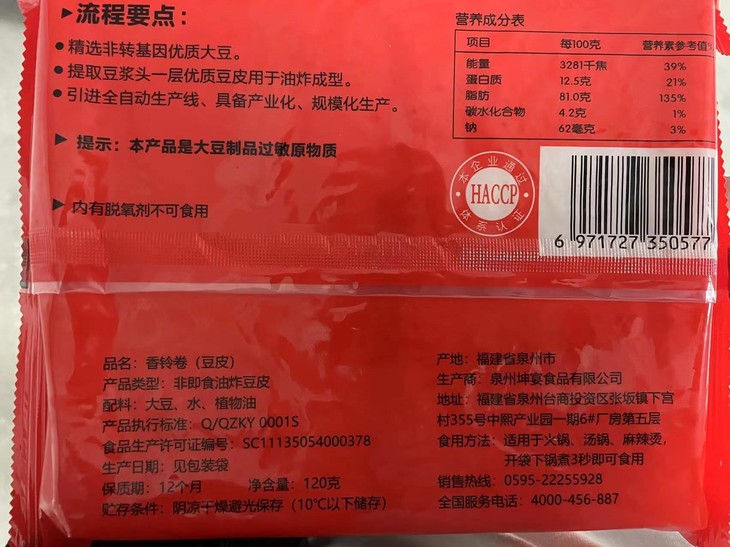 ▶流程要点：
●精选非转基因优质大豆。
●提取豆浆头一层优质豆皮用于油炸成型。
●引进全自动生产线、具备产业化、规模化生产。
▶ 提示：本产品是大豆制品过敏原物质
▶ 内有脱氧剂不可食用
营养成分表
项目 每100克 营养素参考值%
能量 3281千焦 39%
蛋白质 12.5克 21%
脂肪 81.0克 135%
碳水化合物 4.2克 1%
钠 62毫克 3%
本企业通过
HACCP
体系认证
6 971727 350577
品名：香铃卷（豆皮）
产品类型：非即食油炸豆皮
配料：大豆、水、植物油
产品执行标准：Q/QZKY 0001S
食品生产许可证编号：SC11135054000378
生产日期：见包装袋
保质期：12个月 净含量：120克
贮存条件：阴凉干燥避光保存（10℃以下储存）
产地：福建省泉州市
生产商：泉州坤宴食品有限公司
地址：福建省泉州台商投资区张坂镇下宫
村355号中熙产业园一期6#厂房第五层
食用方法：适用于火锅、汤锅、麻辣烫，
开袋下锅煮3秒即可食用
销售热线：0595-22255928
全国服务电话：4000-456-887